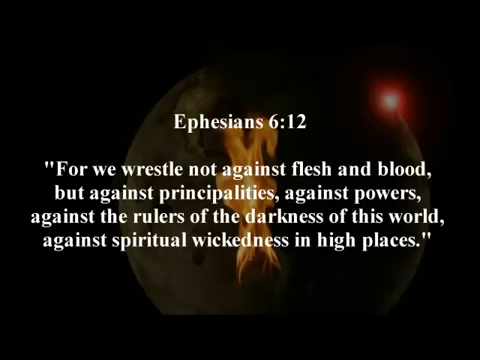 Ephesians 6:12
"For we wrestle not against flesh and blood,
but against principalities, against powers,
against the rulers of the darkness of this world,
against spiritual wickedness in high places."